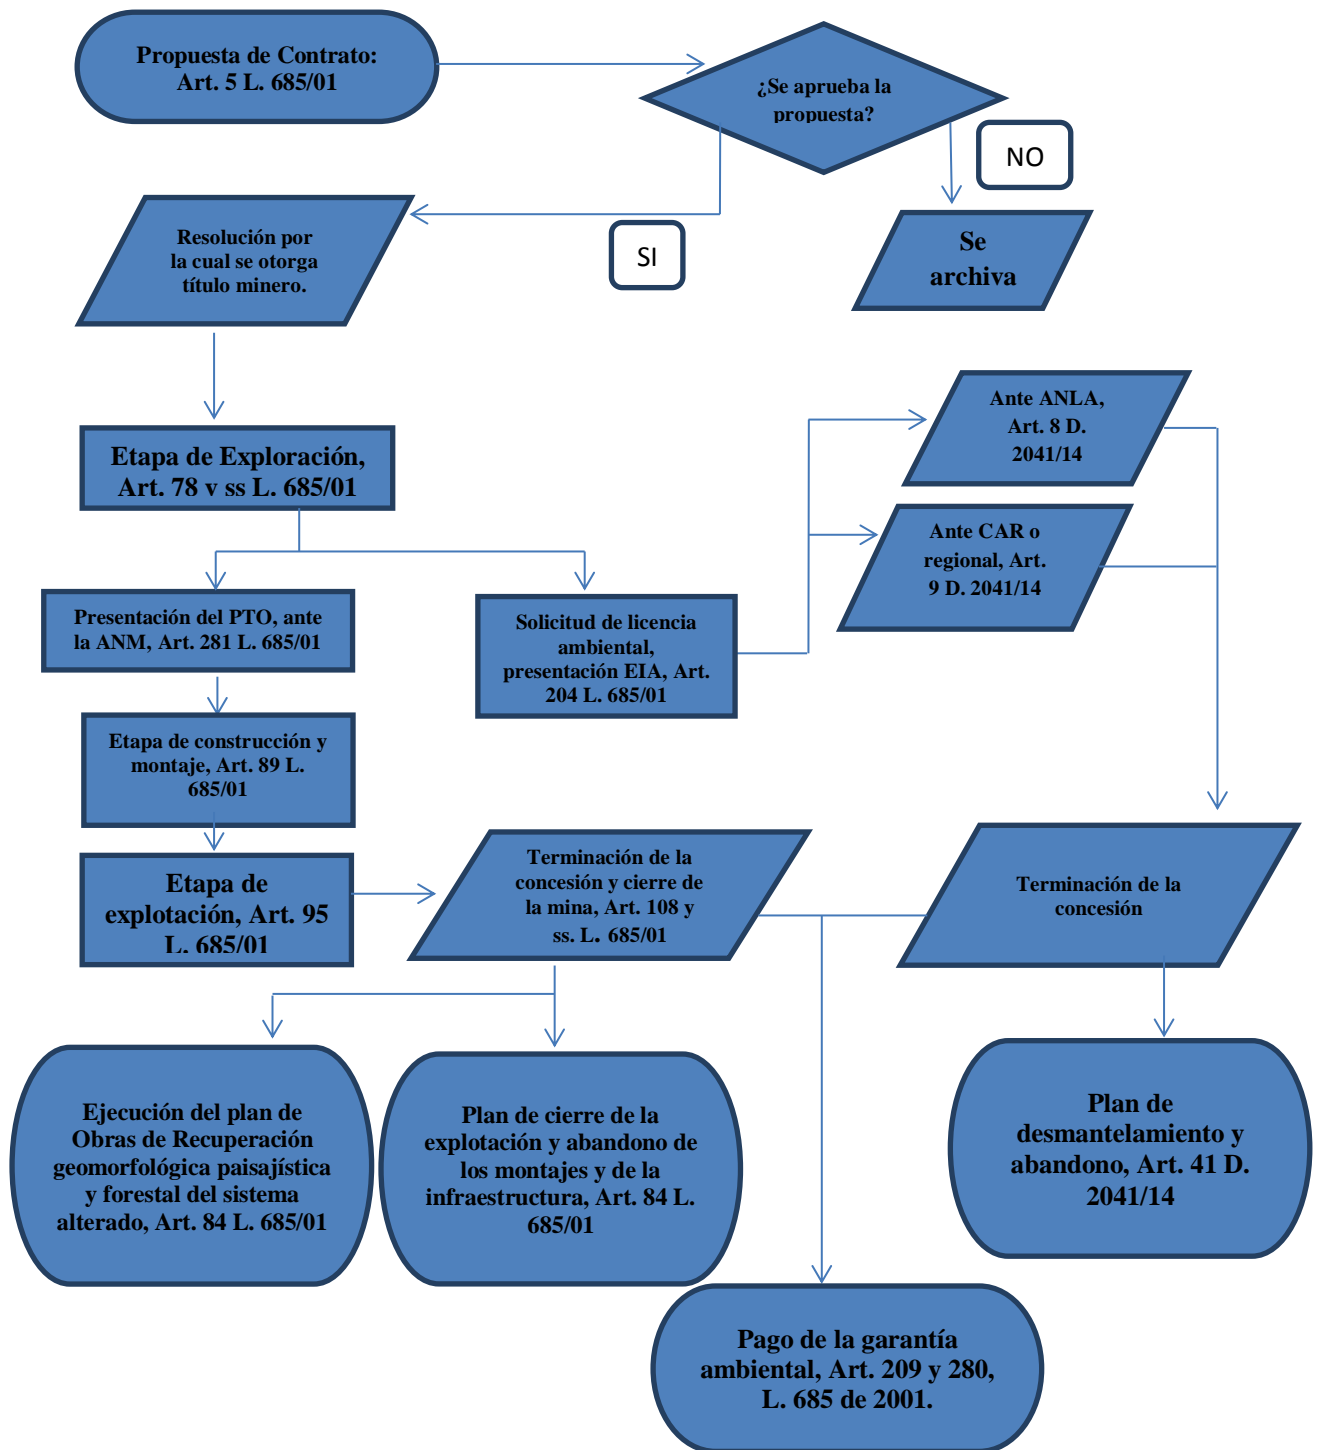 Propuesta de Contrato:
Art. 5 L. 685/01
¿Se aprueba la
propuesta?
NO
SI
Se
archiva
Resolución por
la cual se otorga
título minero.
Etapa de Exploración,
Art. 78 y ss L. 685/01
Ante ANLA,
Art. 8 D.
2041/14
Ante CAR o
regional, Art.
9 D. 2041/14
Presentación del PTO, ante
la ANM, Art. 281 L. 685/01
Solicitud de licencia
ambiental,
presentación EIA, Art.
204 L. 685/01
Etapa de construcción y
montaje, Art. 89 L.
685/01
Etapa de
explotación, Art. 95
L. 685/01
Terminación de la
concesión y cierre de
la mina, Art. 108 y
ss. L. 685/01
Terminación de la
concesión
Ejecución del plan de
Obras de Recuperación
geomorfológica paisajística
y forestal del sistema
alterado, Art. 84 L. 685/01
Plan de cierre de la
explotación y abandono de
los montajes y de la
infraestructura, Art. 84 L.
685/01
Plan de
desmantelamiento y
abandono, Art. 41 D.
2041/14
Pago de la garantía
ambiental, Art. 209 y 280,
L. 685 de 2001.